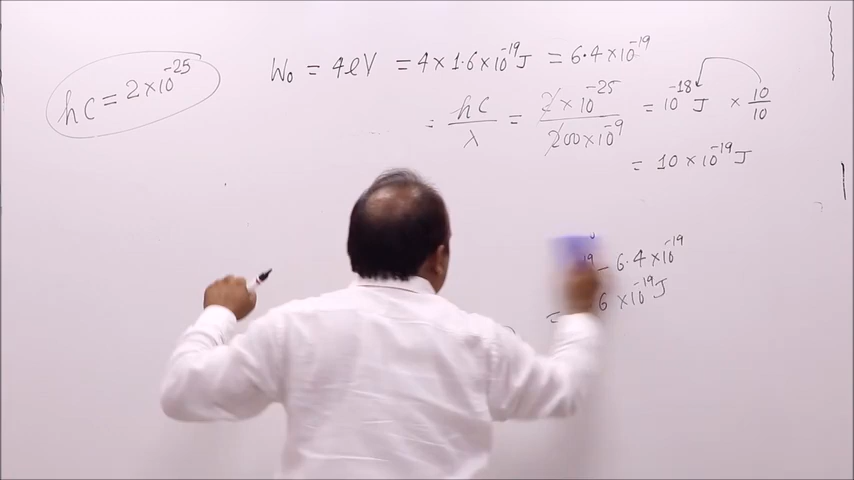 hc = 2 × 10⁻²⁵
W₀ = 4eV = 4 × 1.6 × 10⁻¹⁹ J = 6.4 × 10⁻¹⁹
= hc/λ = 2 × 10⁻²⁵ / 200 × 10⁻⁹ = 10⁻¹⁸ J × 10/10
= 10 × 10⁻¹⁹ J
− 6.4 × 10⁻¹⁹
= 6 × 10⁻¹⁹ J